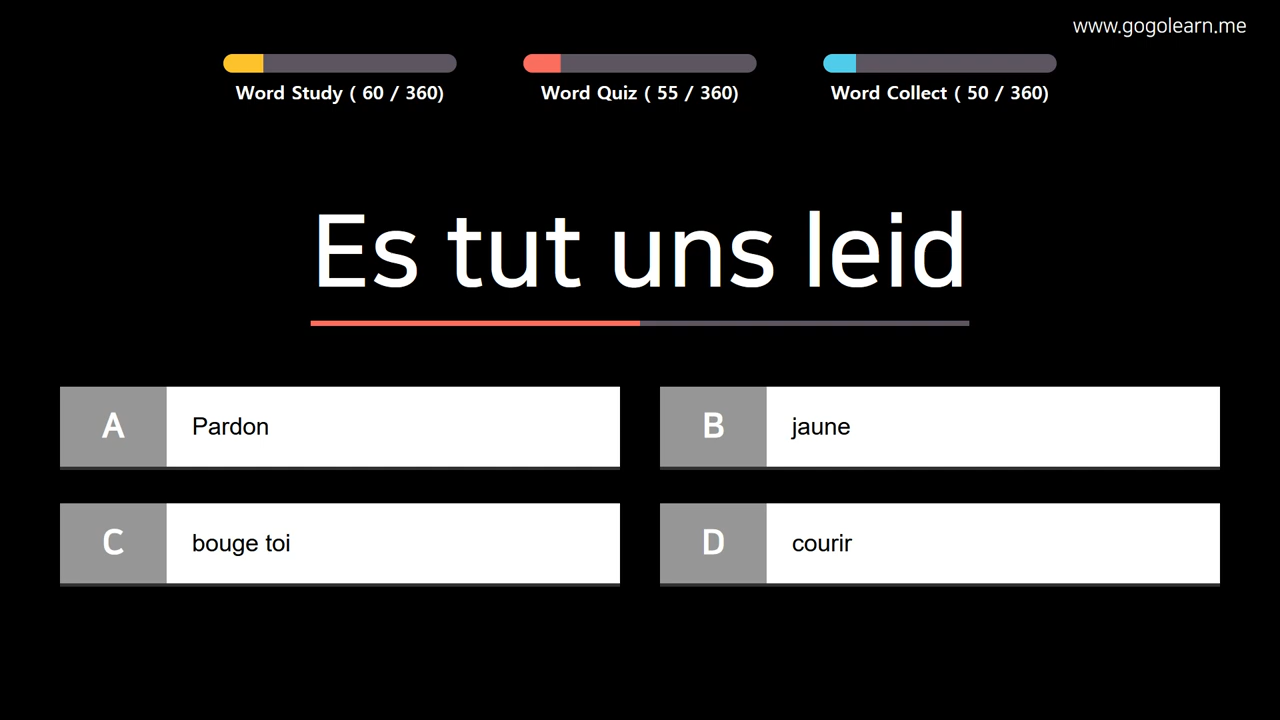 www.gogolearn.me
Word Study ( 60 / 360)
Word Quiz ( 55 / 360)
Word Collect ( 50 / 360)
Es tut uns leid
A Pardon
B jaune
C bouge toi
D courir